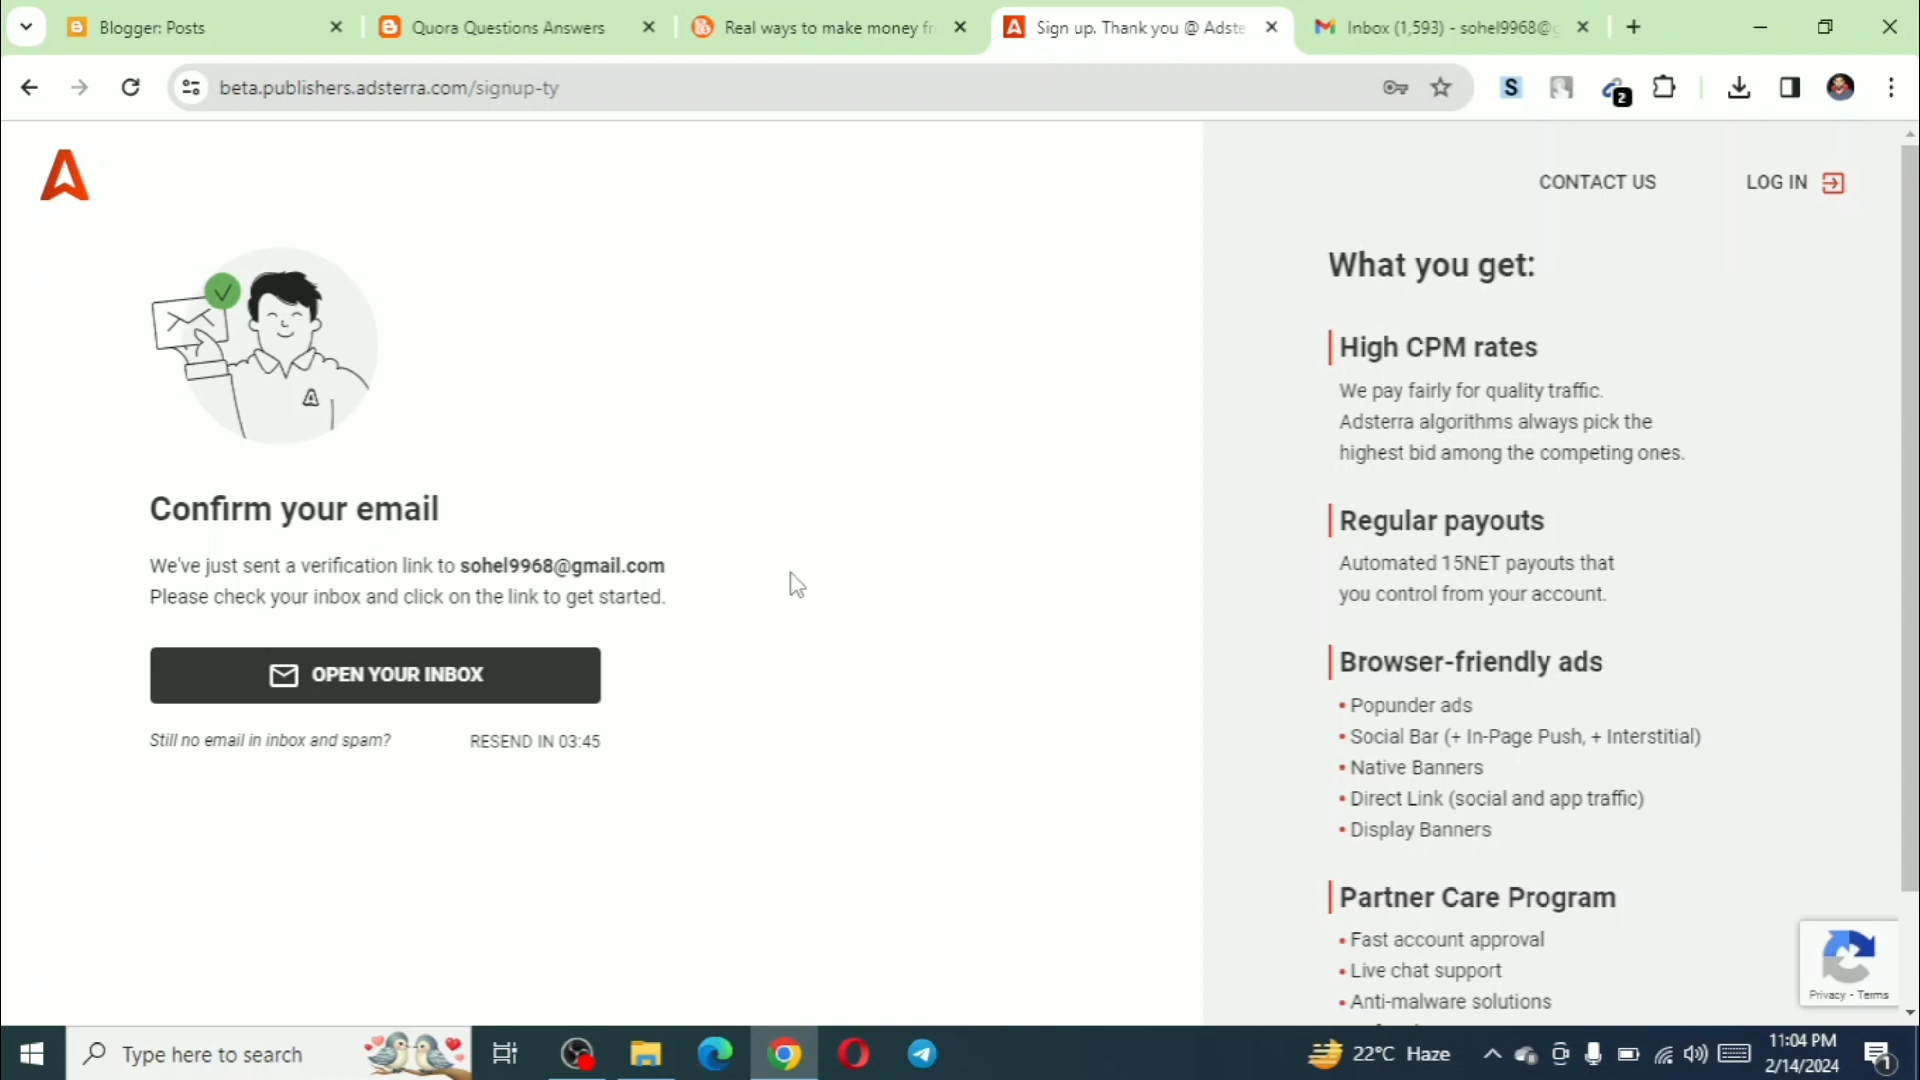 Blogger: Posts
Quora Questions Answers
Real ways to make money fr
Sign up. Thank you @ Adste
Inbox (1,593) - sohel9968@g
beta.publishers.adsterra.com/signup-ty
S
2
CONTACT US
LOG IN
Confirm your email
We've just sent a verification link to sohel9968@gmail.com
Please check your inbox and click on the link to get started.
OPEN YOUR INBOX
Still no email in inbox and spam?
RESEND IN 03:45
What you get:
High CPM rates
We pay fairly for quality traffic.
Adsterra algorithms always pick the
highest bid among the competing ones.
Regular payouts
Automated 15NET payouts that
you control from your account.
Browser-friendly ads
• Popunder ads
• Social Bar (+ In-Page Push, + Interstitial)
• Native Banners
• Direct Link (social and app traffic)
• Display Banners
Partner Care Program
• Fast account approval
• Live chat support
• Anti-malware solutions
Privacy - Terms
Type here to search
22°C Haze
11:04 PM
2/14/2024
1